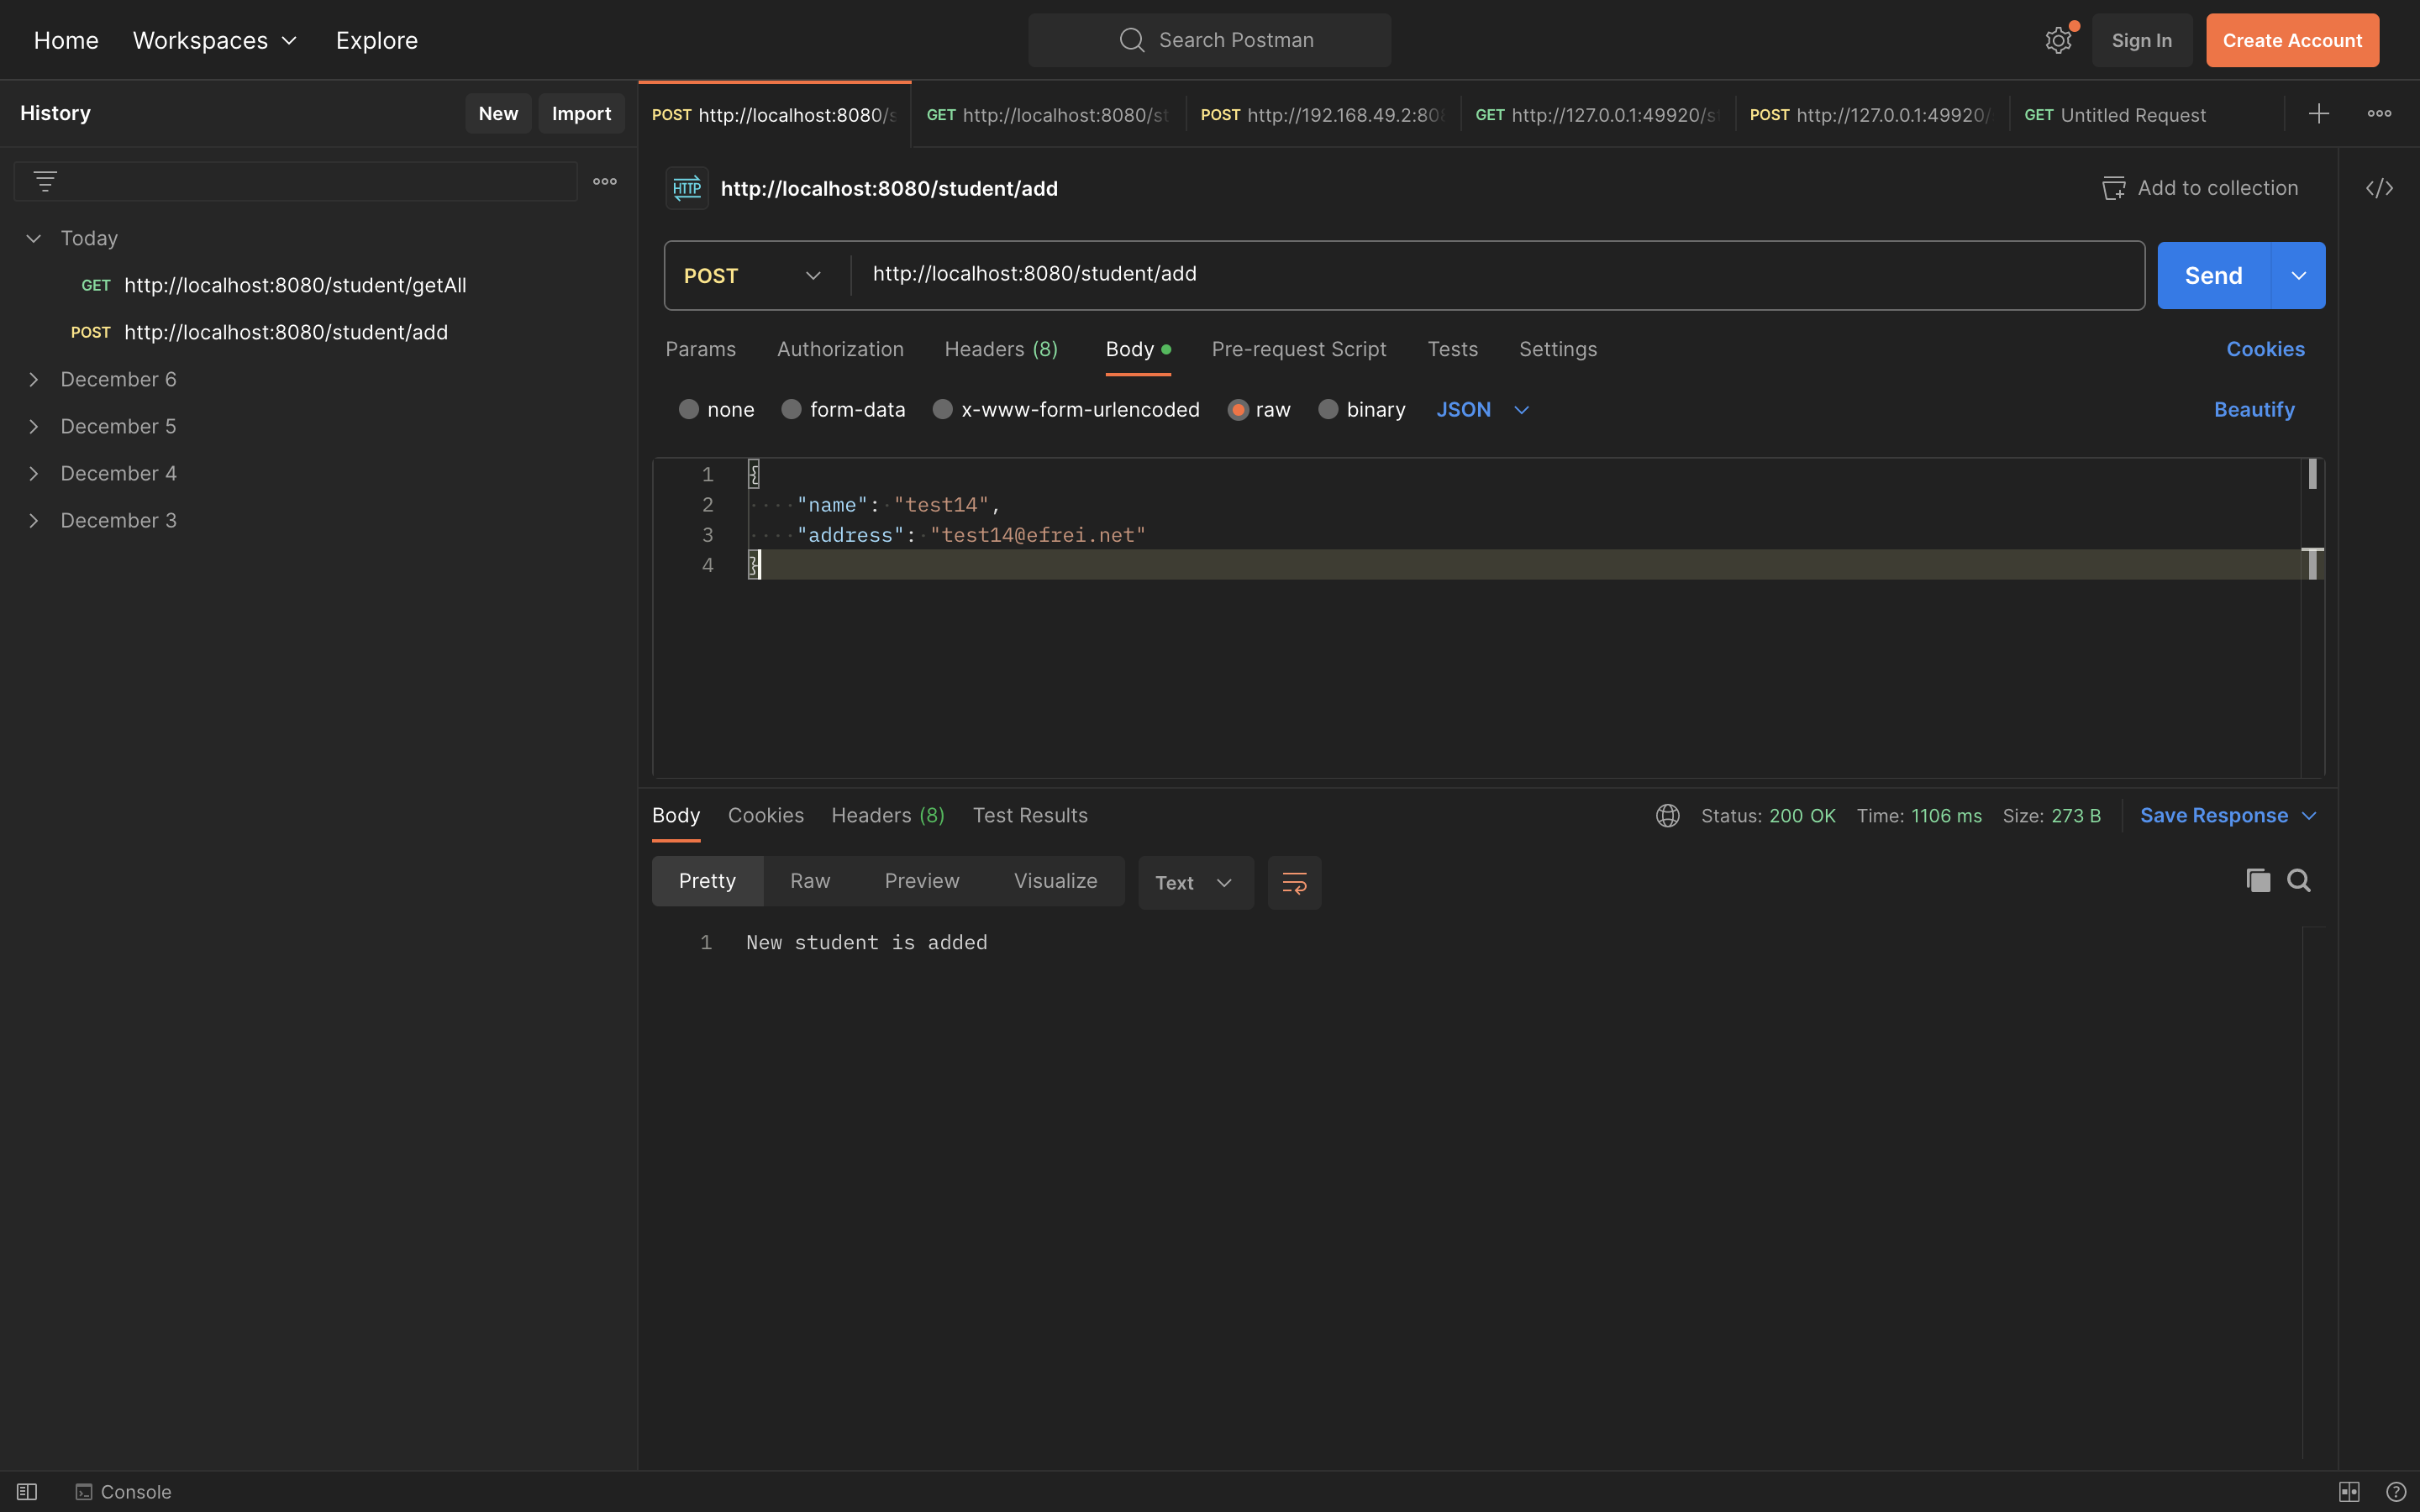 Home Workspaces Explore Search Postman Sign In Create Account
History New Import
POST http://localhost:8080/s GET http://localhost:8080/st POST http://192.168.49.2:808 GET http://127.0.0.1:49920/s POST http://127.0.0.1:49920/ GET Untitled Request
HTTP http://localhost:8080/student/add Add to collection </>
Today
GET http://localhost:8080/student/getAll
POST http://localhost:8080/student/add
December 6
December 5
December 4
December 3
POST http://localhost:8080/student/add Send
Params Authorization Headers (8) Body Pre-request Script Tests Settings Cookies
none form-data x-www-form-urlencoded raw binary JSON Beautify
1 {
2 "name": "test14",
3 "address": "test14@efrei.net"
4 }
Body Cookies Headers (8) Test Results Status: 200 OK Time: 1106 ms Size: 273 B Save Response
Pretty Raw Preview Visualize Text
1 New student is added
Console